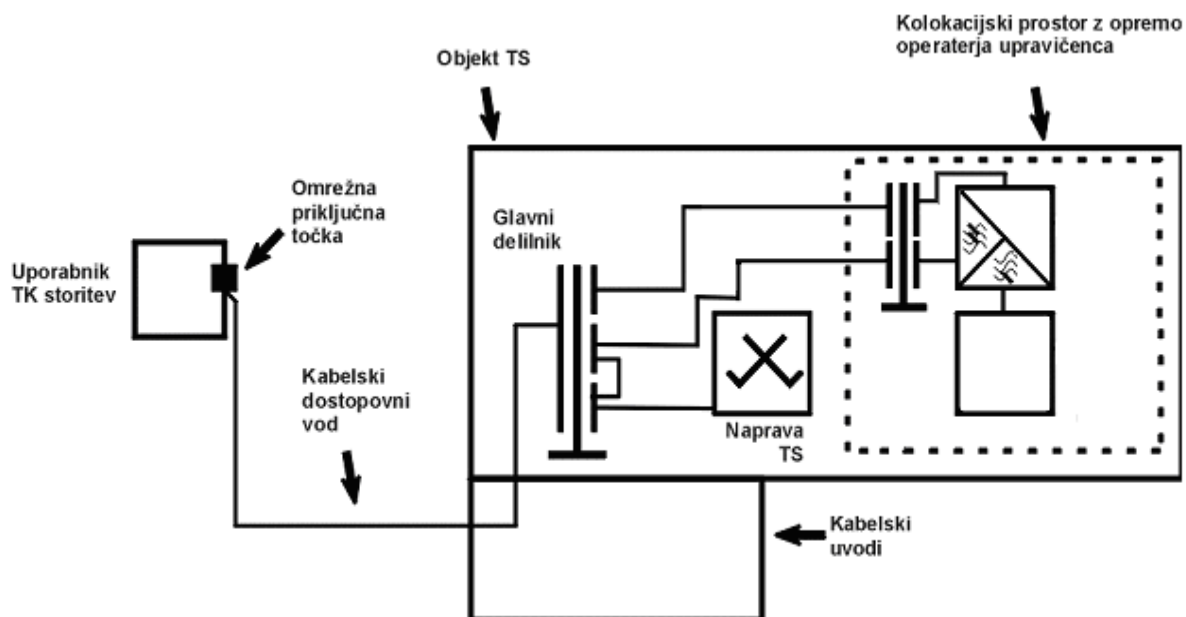 Kolokacijski prostor z opremo
operaterja upravičenca
Objekt TS
Omrežna
priključna
točka
Glavni
delilnik
Uporabnik
TK storitev
Kabelski
dostopovni
vod
Naprava
TS
Kabelski
uvodi